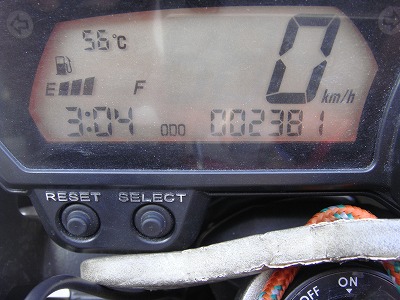 56°C
0
km/h
E F
3:04 ODO 002381
RESET SELECT
OFF ON